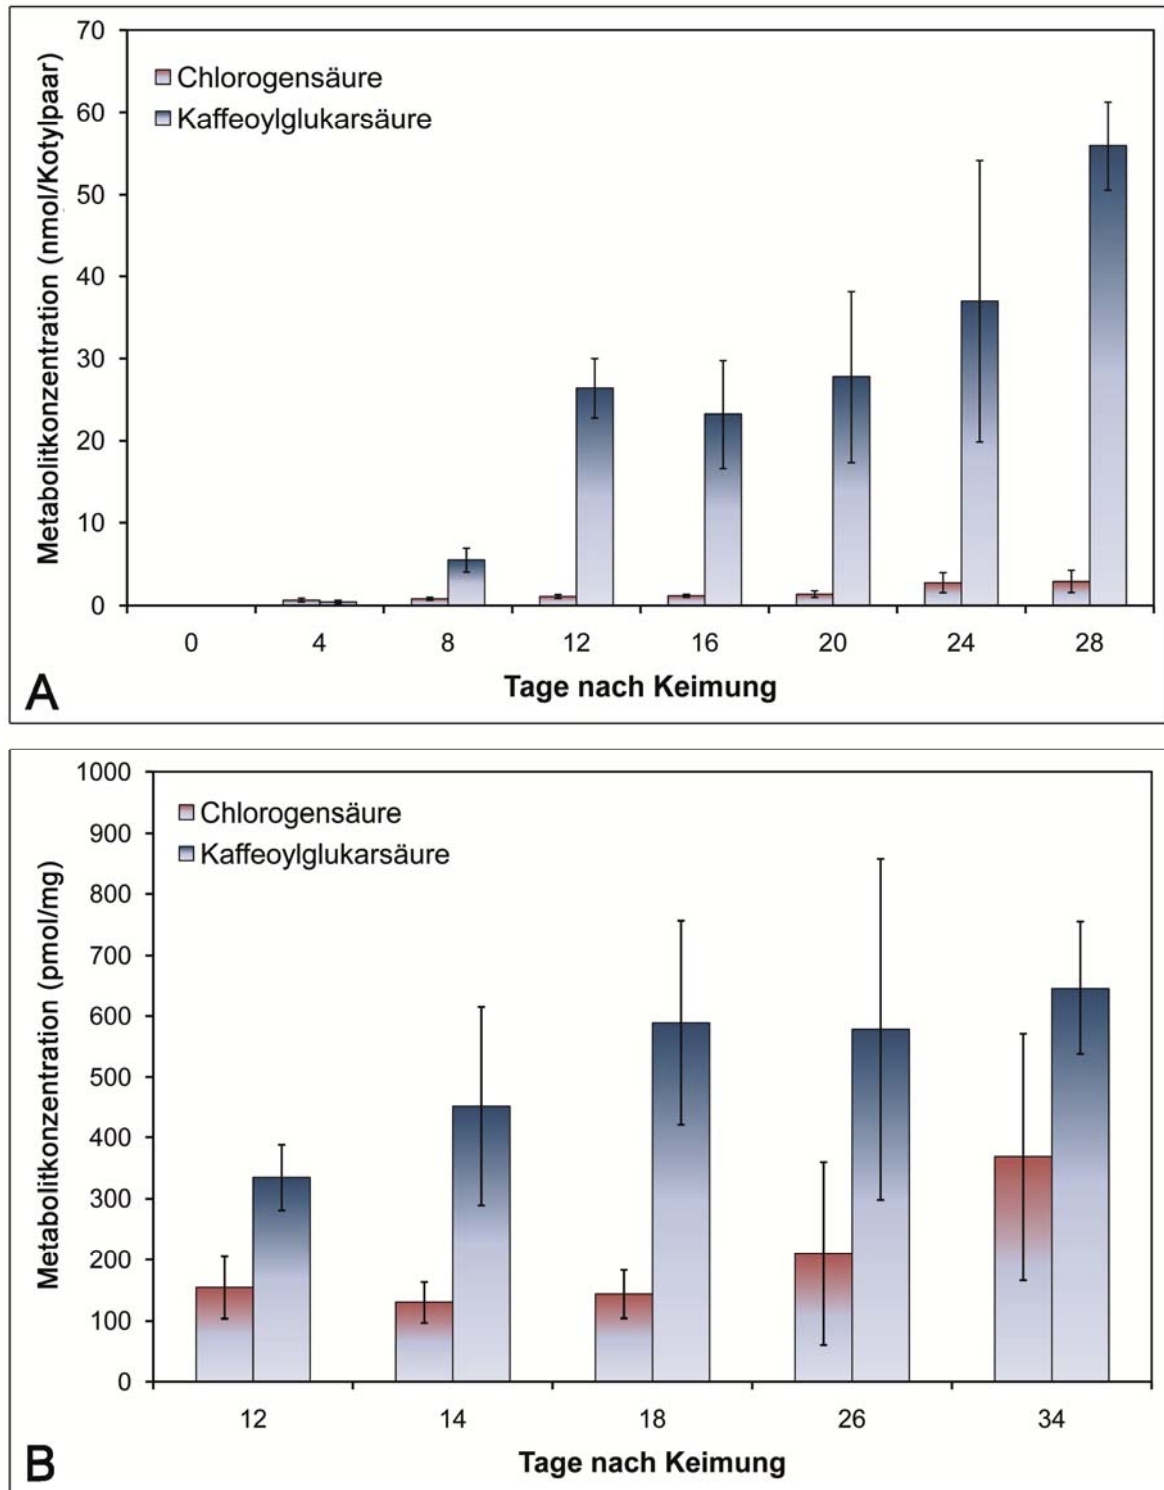 70
60
50
40
30
20
10
0
Metabolitkonzentration (nmol/Kotylpaar)
Chlorogensäure
Kaffeoylglukarsäure
0 4 8 12 16 20 24 28
Tage nach Keimung
A
1000
900
800
700
600
500
400
300
200
100
0
Metabolitkonzentration (pmol/mg)
Chlorogensäure
Kaffeoylglukarsäure
12 14 18 26 34
Tage nach Keimung
B